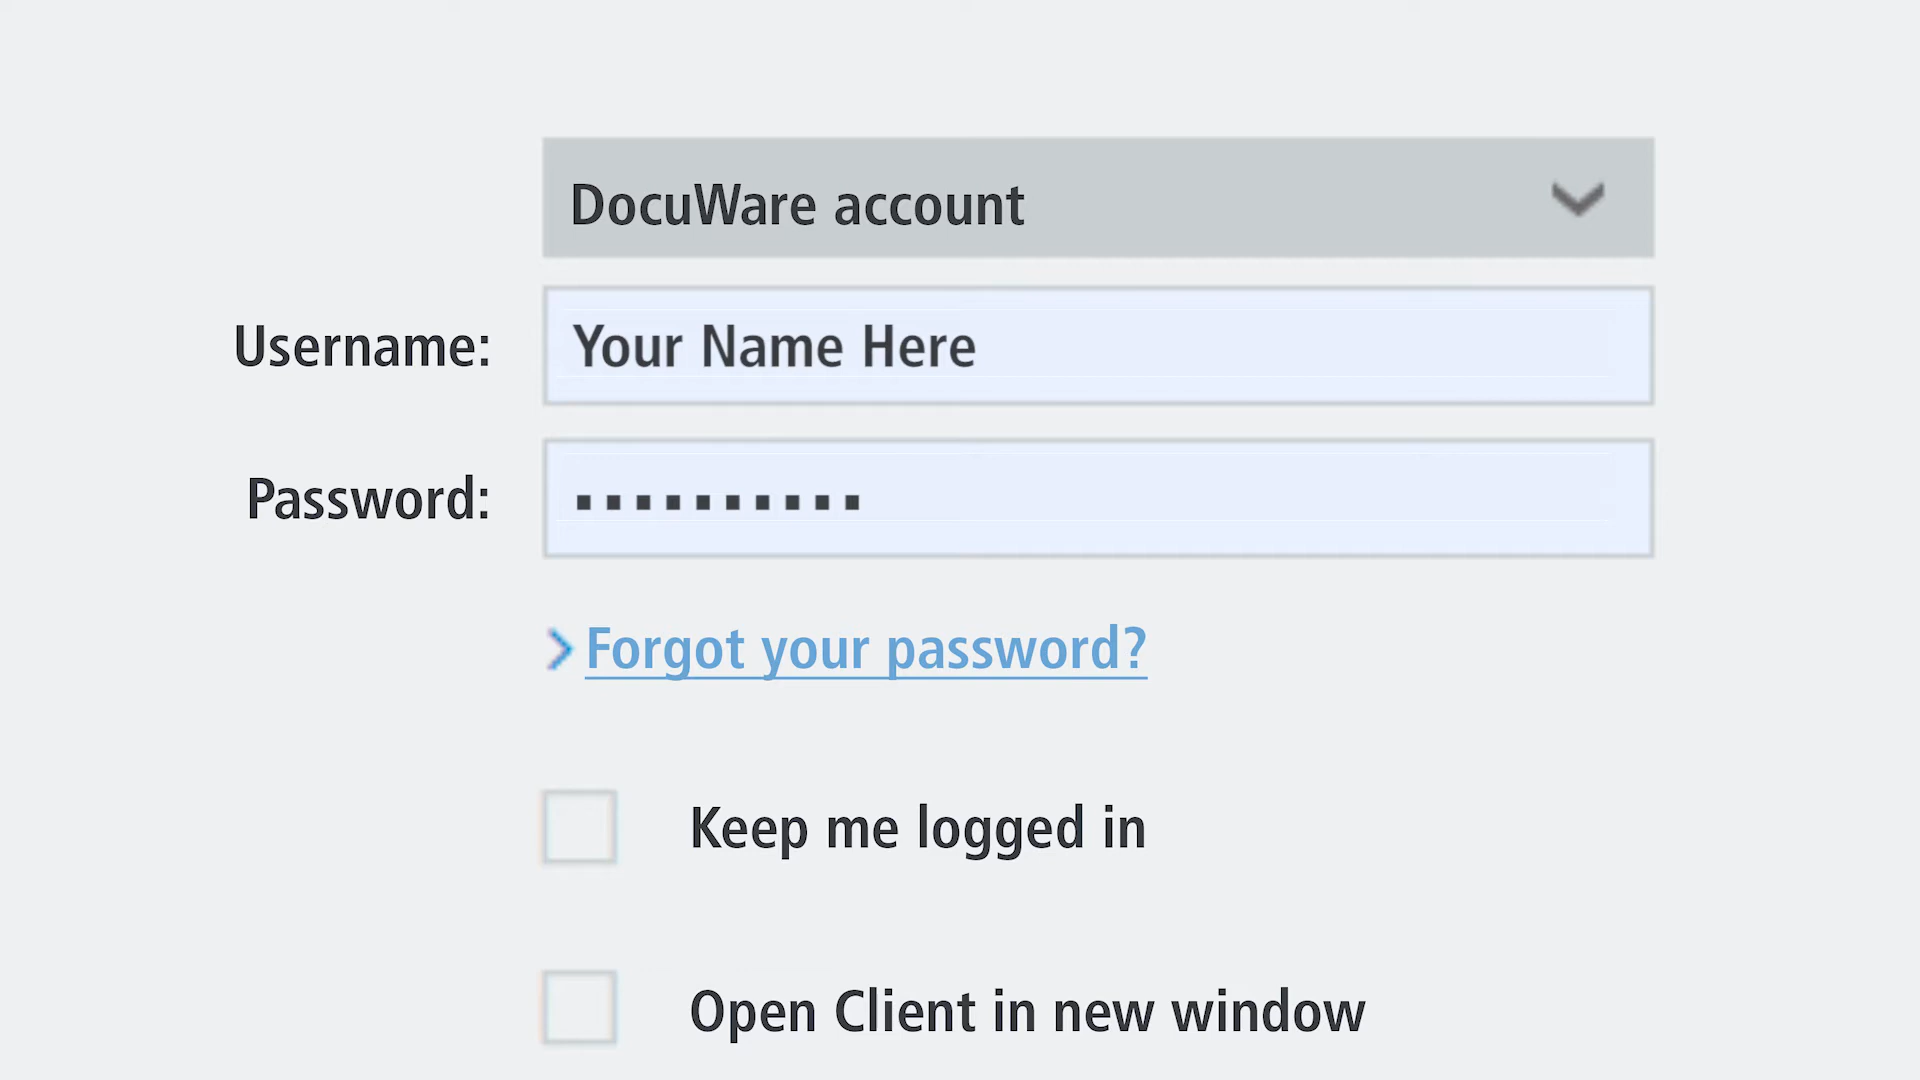 DocuWare account
Username: Your Name Here
Password:
Forgot your password?
Keep me logged in
Open Client in new window